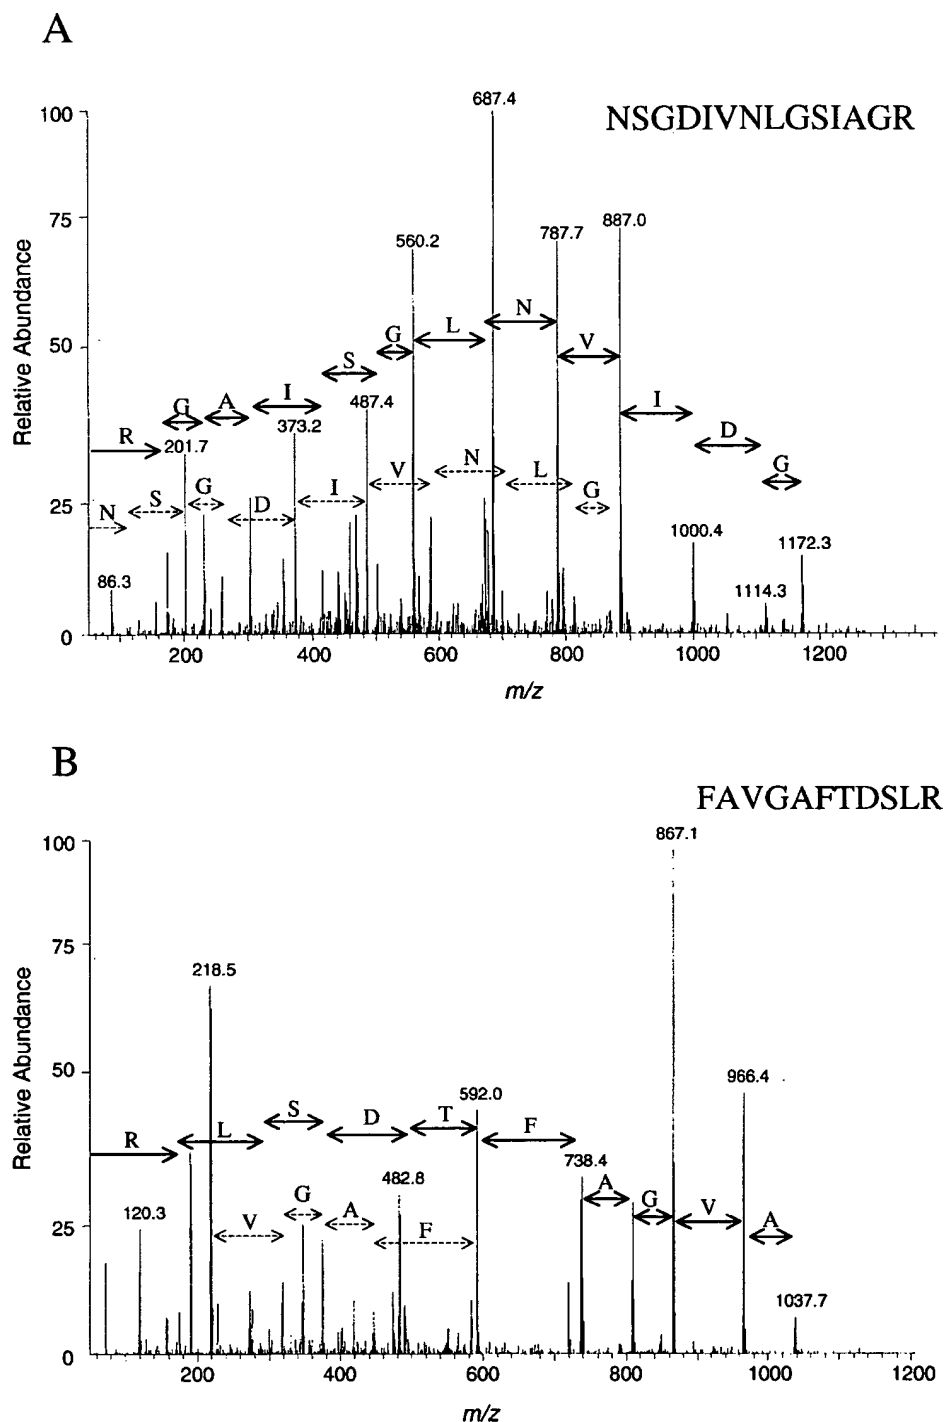 A
687.4
100
NSGDIVNLGSIAGR
75
887.0
787.7
560.2
N
G
L
V
50
S
I
487.4
I
A
G
373.2
D
R
201.7
G
N
V
L
I
G
S
D
N
G
25
1000.4
1172.3
86.3
1114.3
0
200
400
600
800
1000
1200
m/z
Relative Abundance
B
FAVGAFTDSLR
867.1
100
75
218.5
50
966.4
592.0
S
D
T
R
L
F
738.4
A
482.8
G
G
V
120.3
A
A
25
V
F
1037.7
0
200
400
600
800
1000
1200
m/z
Relative Abundance